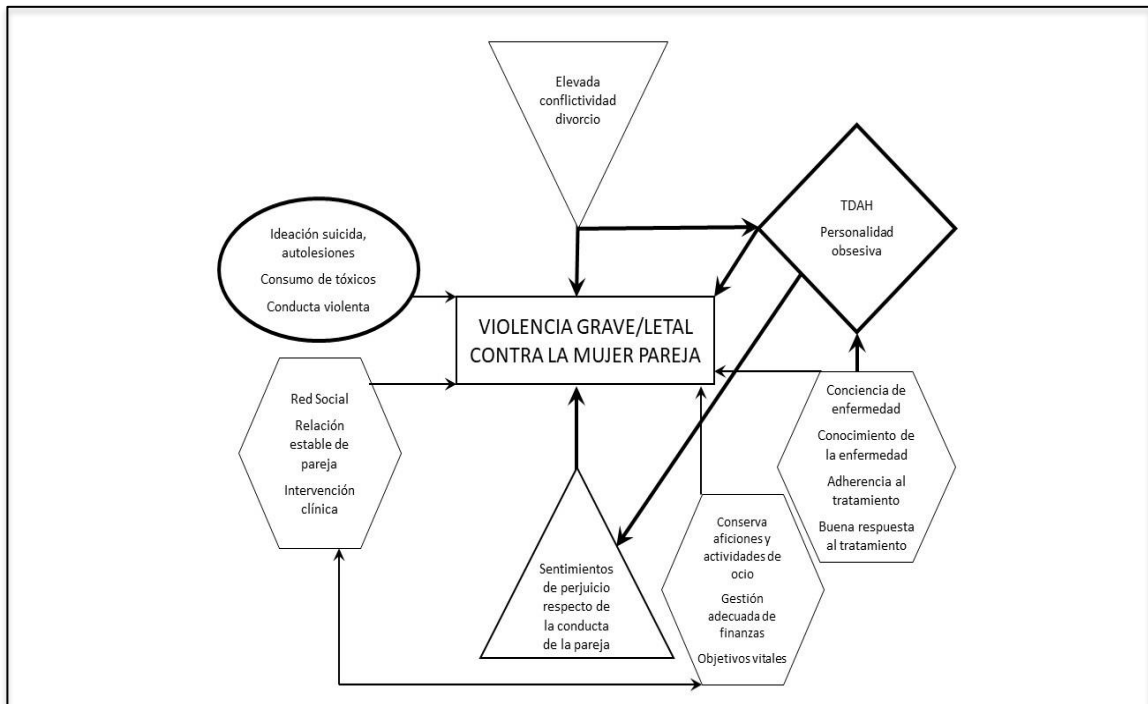 Elevada
conflictividad
divorcio
TDAH
Personalidad
obsesiva
Ideación suicida,
autolesiones
Consumo de tóxicos
Conducta violenta
VIOLENCIA GRAVE/LETAL
CONTRA LA MUJER PAREJA
Red Social
Relación
estable de
pareja
Intervención
clínica
Conciencia de
enfermedad
Conocimiento de
la enfermedad
Adherencia al
tratamiento
Buena respuesta
al tratamiento
Sentimientos
de perjuicio
respecto de
la conducta
de la pareja
Conserva
aficiones y
actividades de
ocio
Gestión
adecuada de
finanzas
Objetivos vitales